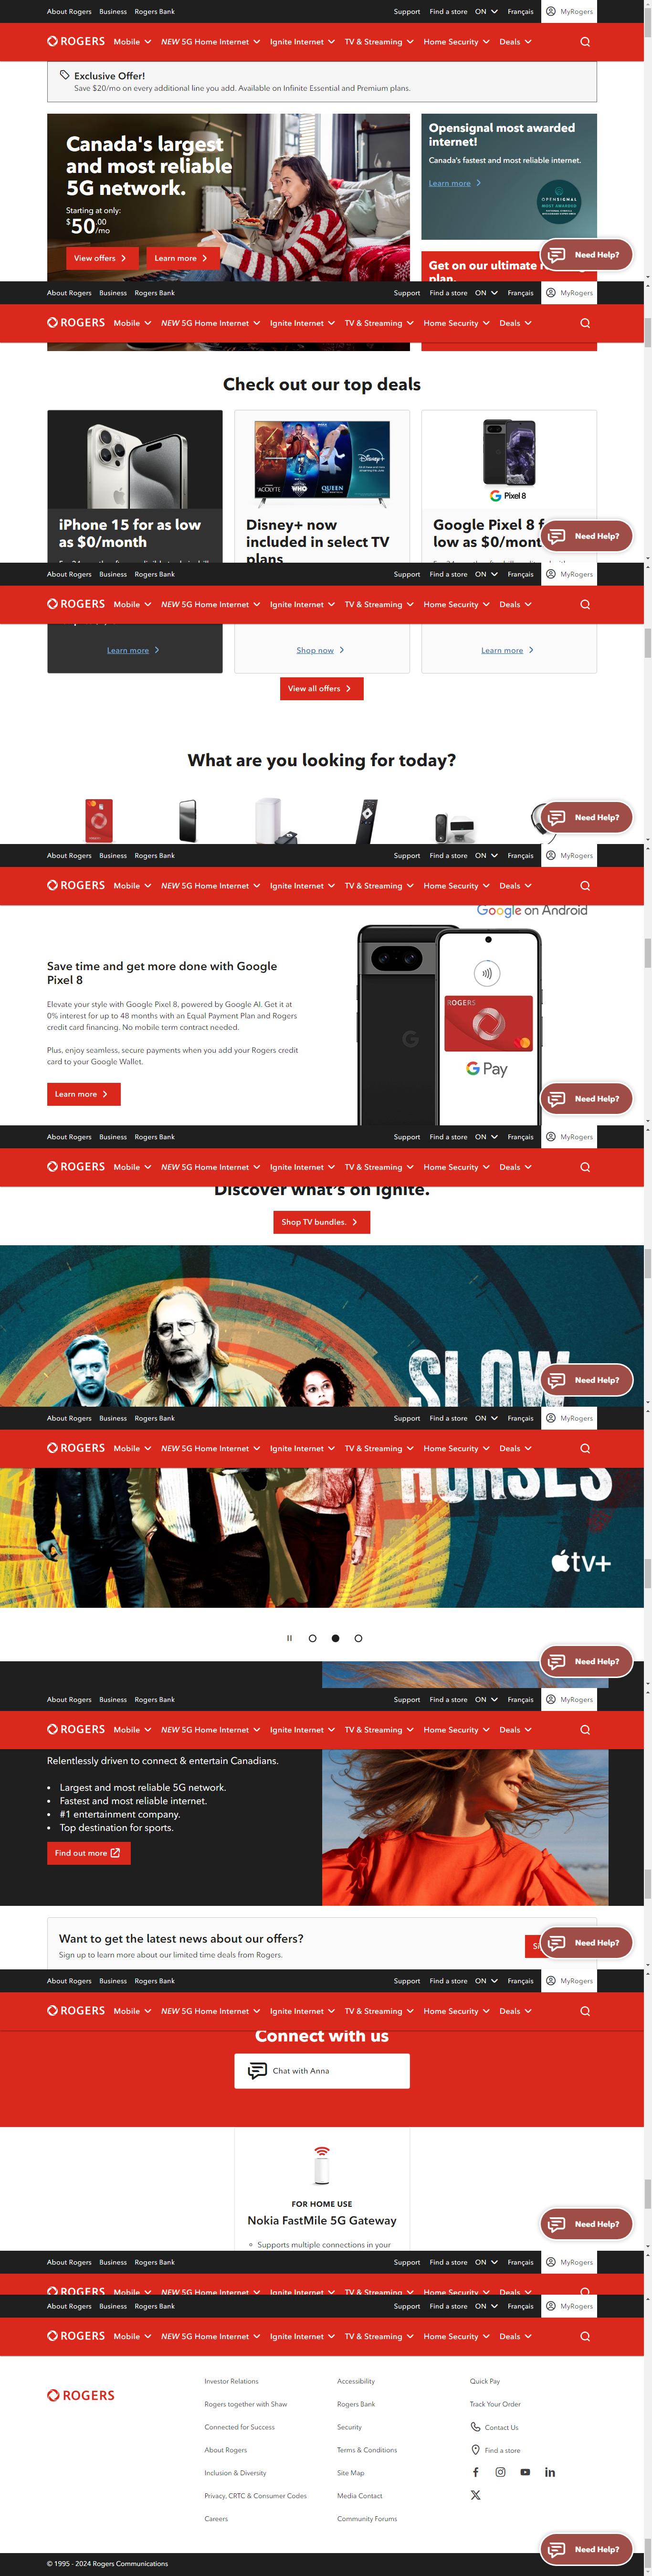 About Rogers Business Rogers Bank Support Find a store ON Français MyRogers
ROGERS Mobile NEW 5G Home Internet Ignite Internet TV & Streaming Home Security Deals
Exclusive Offer!
Save $20/mo on every additional line you add. Available on Infinite Essential and Premium plans.
Canada's largest
and most reliable
5G network.
Starting at only:
$50.00/mo
View offers
Learn more
Opensignal most awarded
internet!
Canada's fastest and most reliable internet.
Learn more
OPENSIGNAL
MOST AWARDED
Get on our ultimate
plan.
Need Help?
About Rogers Business Rogers Bank Support Find a store ON Français MyRogers
ROGERS Mobile NEW 5G Home Internet Ignite Internet TV & Streaming Home Security Deals
Check out our top deals
ACOLYTE
WHO
QUEEN
Disney+
Pixel 8
iPhone 15 for as low
as $0/month
Disney+ now
included in select TV
plans
Google Pixel 8 f
low as $0/mont
Need Help?
About Rogers Business Rogers Bank Support Find a store ON Français MyRogers
ROGERS Mobile NEW 5G Home Internet Ignite Internet TV & Streaming Home Security Deals
Learn more
Shop now
Learn more
View all offers
What are you looking for today?
Need Help?
About Rogers Business Rogers Bank Support Find a store ON Français MyRogers
ROGERS Mobile NEW 5G Home Internet Ignite Internet TV & Streaming Home Security Deals
Google on Android
Save time and get more done with Google
Pixel 8
Elevate your style with Google Pixel 8, powered by Google AI. Get it at
0% interest for up to 48 months with an Equal Payment Plan and Rogers
credit card financing. No mobile term contract needed.
Plus, enjoy seamless, secure payments when you add your Rogers credit
card to your Google Wallet.
Learn more
ROGERS
G Pay
Need Help?
About Rogers Business Rogers Bank Support Find a store ON Français MyRogers
ROGERS Mobile NEW 5G Home Internet Ignite Internet TV & Streaming Home Security Deals
Discover what's on Ignite.
Shop TV bundles.
SLOW
Need Help?
About Rogers Business Rogers Bank Support Find a store ON Français MyRogers
ROGERS Mobile NEW 5G Home Internet Ignite Internet TV & Streaming Home Security Deals
HORSES
tv+
Need Help?
About Rogers Business Rogers Bank Support Find a store ON Français MyRogers
ROGERS Mobile NEW 5G Home Internet Ignite Internet TV & Streaming Home Security Deals
Relentlessly driven to connect & entertain Canadians.
• Largest and most reliable 5G network.
• Fastest and most reliable internet.
• #1 entertainment company.
• Top destination for sports.
Find out more
Want to get the latest news about our offers?
Sign up to learn more about our limited time deals from Rogers.
Need Help?
About Rogers Business Rogers Bank Support Find a store ON Français MyRogers
ROGERS Mobile NEW 5G Home Internet Ignite Internet TV & Streaming Home Security Deals
Connect with us
Chat with Anna
FOR HOME USE
Nokia FastMile 5G Gateway
Supports multiple connections in your
Need Help?
About Rogers Business Rogers Bank Support Find a store ON Français MyRogers
ROGERS Mobile NEW 5G Home Internet Ignite Internet TV & Streaming Home Security Deals
About Rogers Business Rogers Bank Support Find a store ON Français MyRogers
ROGERS Mobile NEW 5G Home Internet Ignite Internet TV & Streaming Home Security Deals
ROGERS
Investor Relations
Rogers together with Shaw
Connected for Success
About Rogers
Inclusion & Diversity
Privacy, CRTC & Consumer Codes
Careers
Accessibility
Rogers Bank
Security
Terms & Conditions
Site Map
Media Contact
Community Forums
Quick Pay
Track Your Order
Contact Us
Find a store
Need Help?
© 1995 - 2024 Rogers Communications